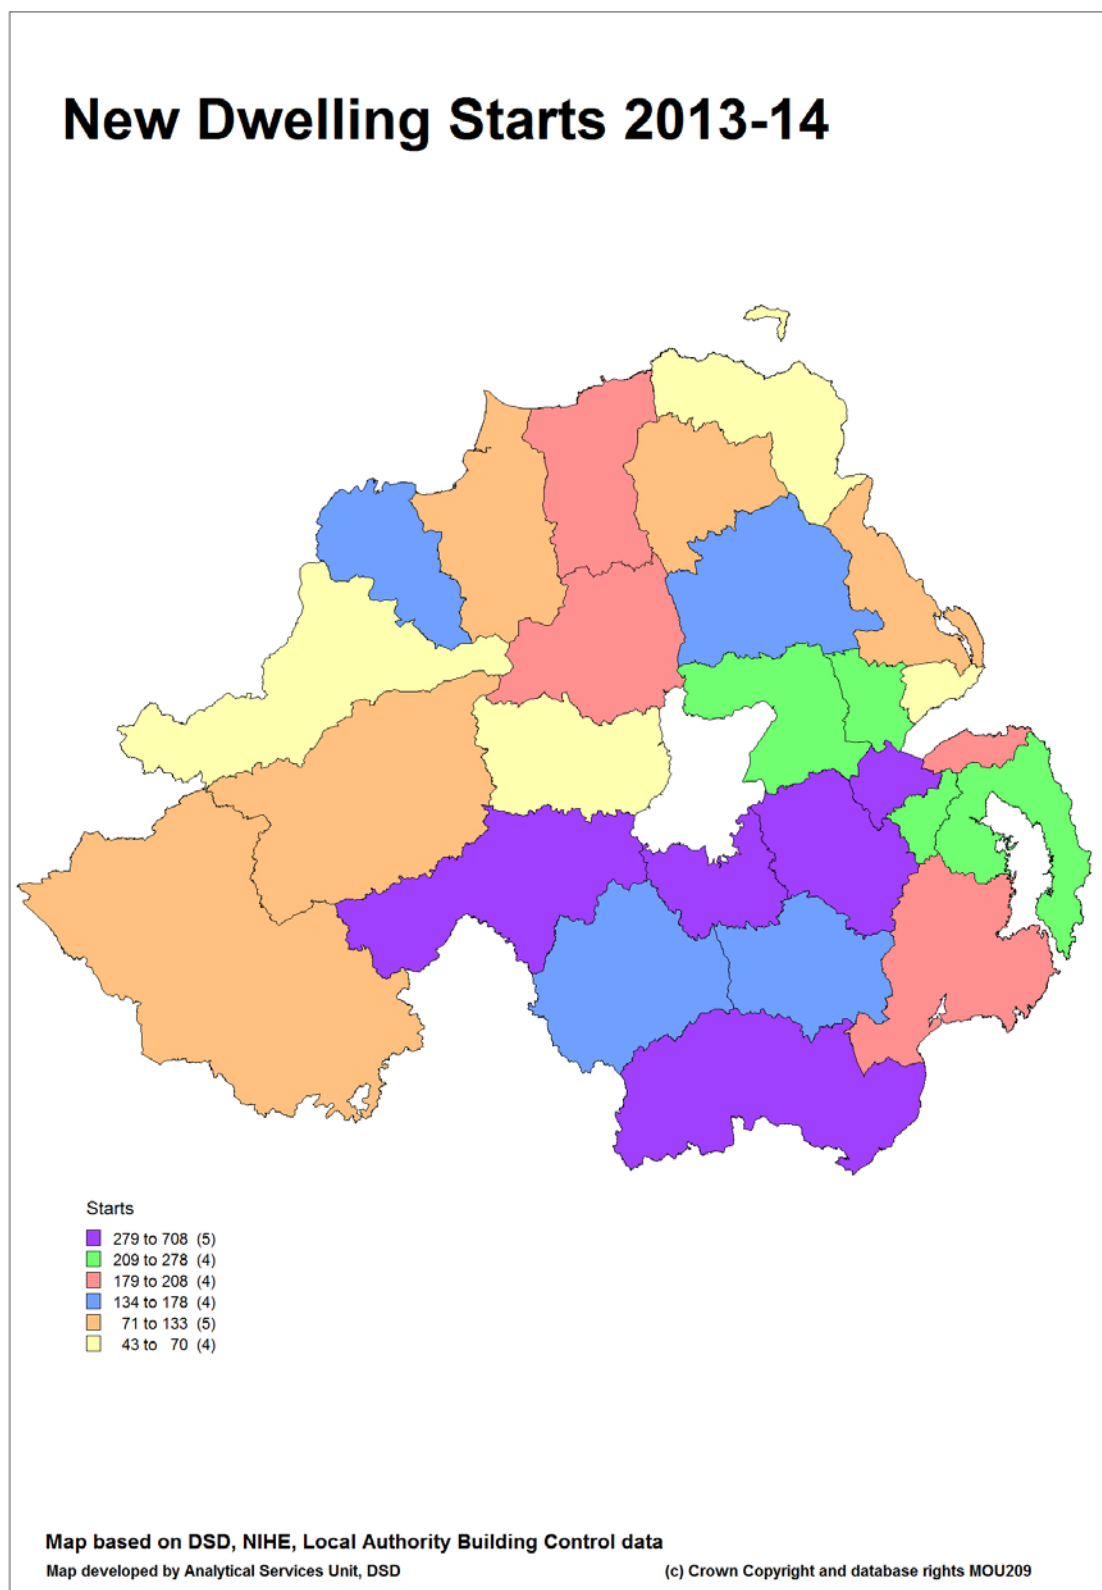 New Dwelling Starts 2013-14
Starts
279 to 708 (5)
209 to 278 (4)
179 to 208 (4)
134 to 178 (4)
71 to 133 (5)
43 to 70 (4)
Map based on DSD, NIHE, Local Authority Building Control data
Map developed by Analytical Services Unit, DSD
(c) Crown Copyright and database rights MOU209